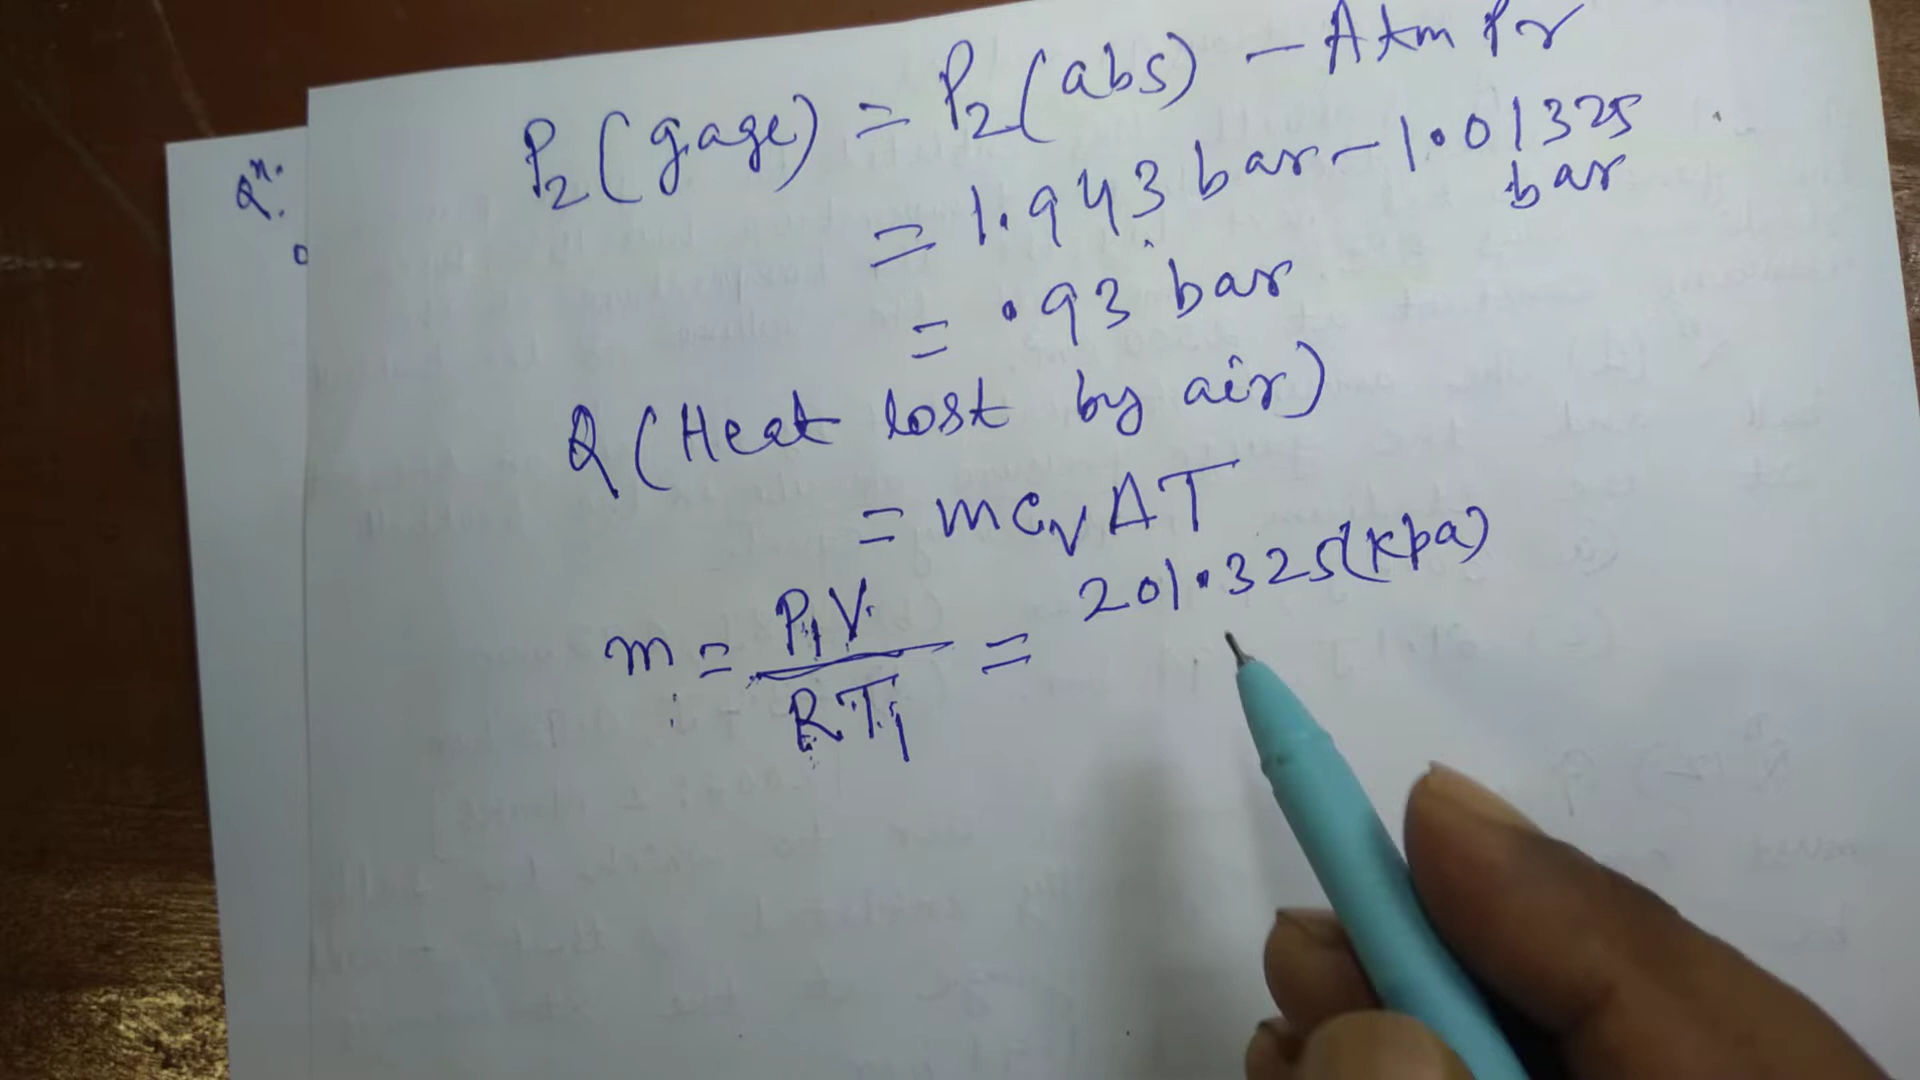 P₂(gage) = P₂(abs) - Atm Pr
= 1.943 bar - 1.01325 bar
= .93 bar
Q (Heat lost by air)
= mCvΔT
m = P₁V / RT₁ = 201.325(kpa)